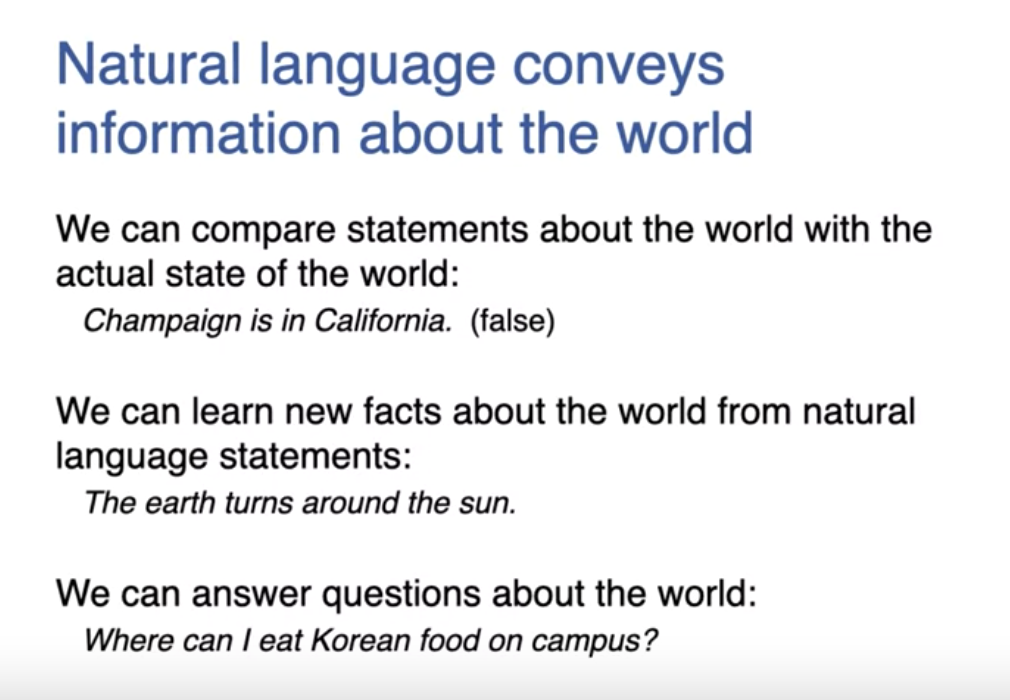 Natural language conveys
information about the world
We can compare statements about the world with the
actual state of the world:
Champaign is in California. (false)
We can learn new facts about the world from natural
language statements:
The earth turns around the sun.
We can answer questions about the world:
Where can I eat Korean food on campus?